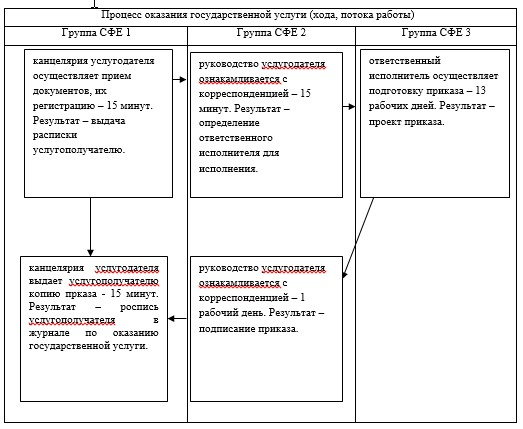 Процесс оказания государственной услуги (хода, потока работы)
Группа СФЕ 1
Группа СФЕ 2
Группа СФЕ 3
канцелярия услугодателя
осуществляет прием
документов, их
регистрацию – 15 минут.
Результат – выдача
расписки
услугополучателю.
руководство услугодателя
ознакамливается с
корреспонденцией – 15
минут. Результат –
определение
ответственного
исполнителя для
исполнения.
ответственный
исполнитель осуществляет
подготовку приказа – 13
рабочих дней. Результат –
проект приказа.
канцелярия услугодателя
выдает услугополучателю
копию прказа - 15 минут.
Результат – роспись
услугополучателя в
журнале по оказанию
государственной услуги.
руководство услугодателя
ознакамливается с
корреспонденцией – 1
рабочий день. Результат –
подписание приказа.